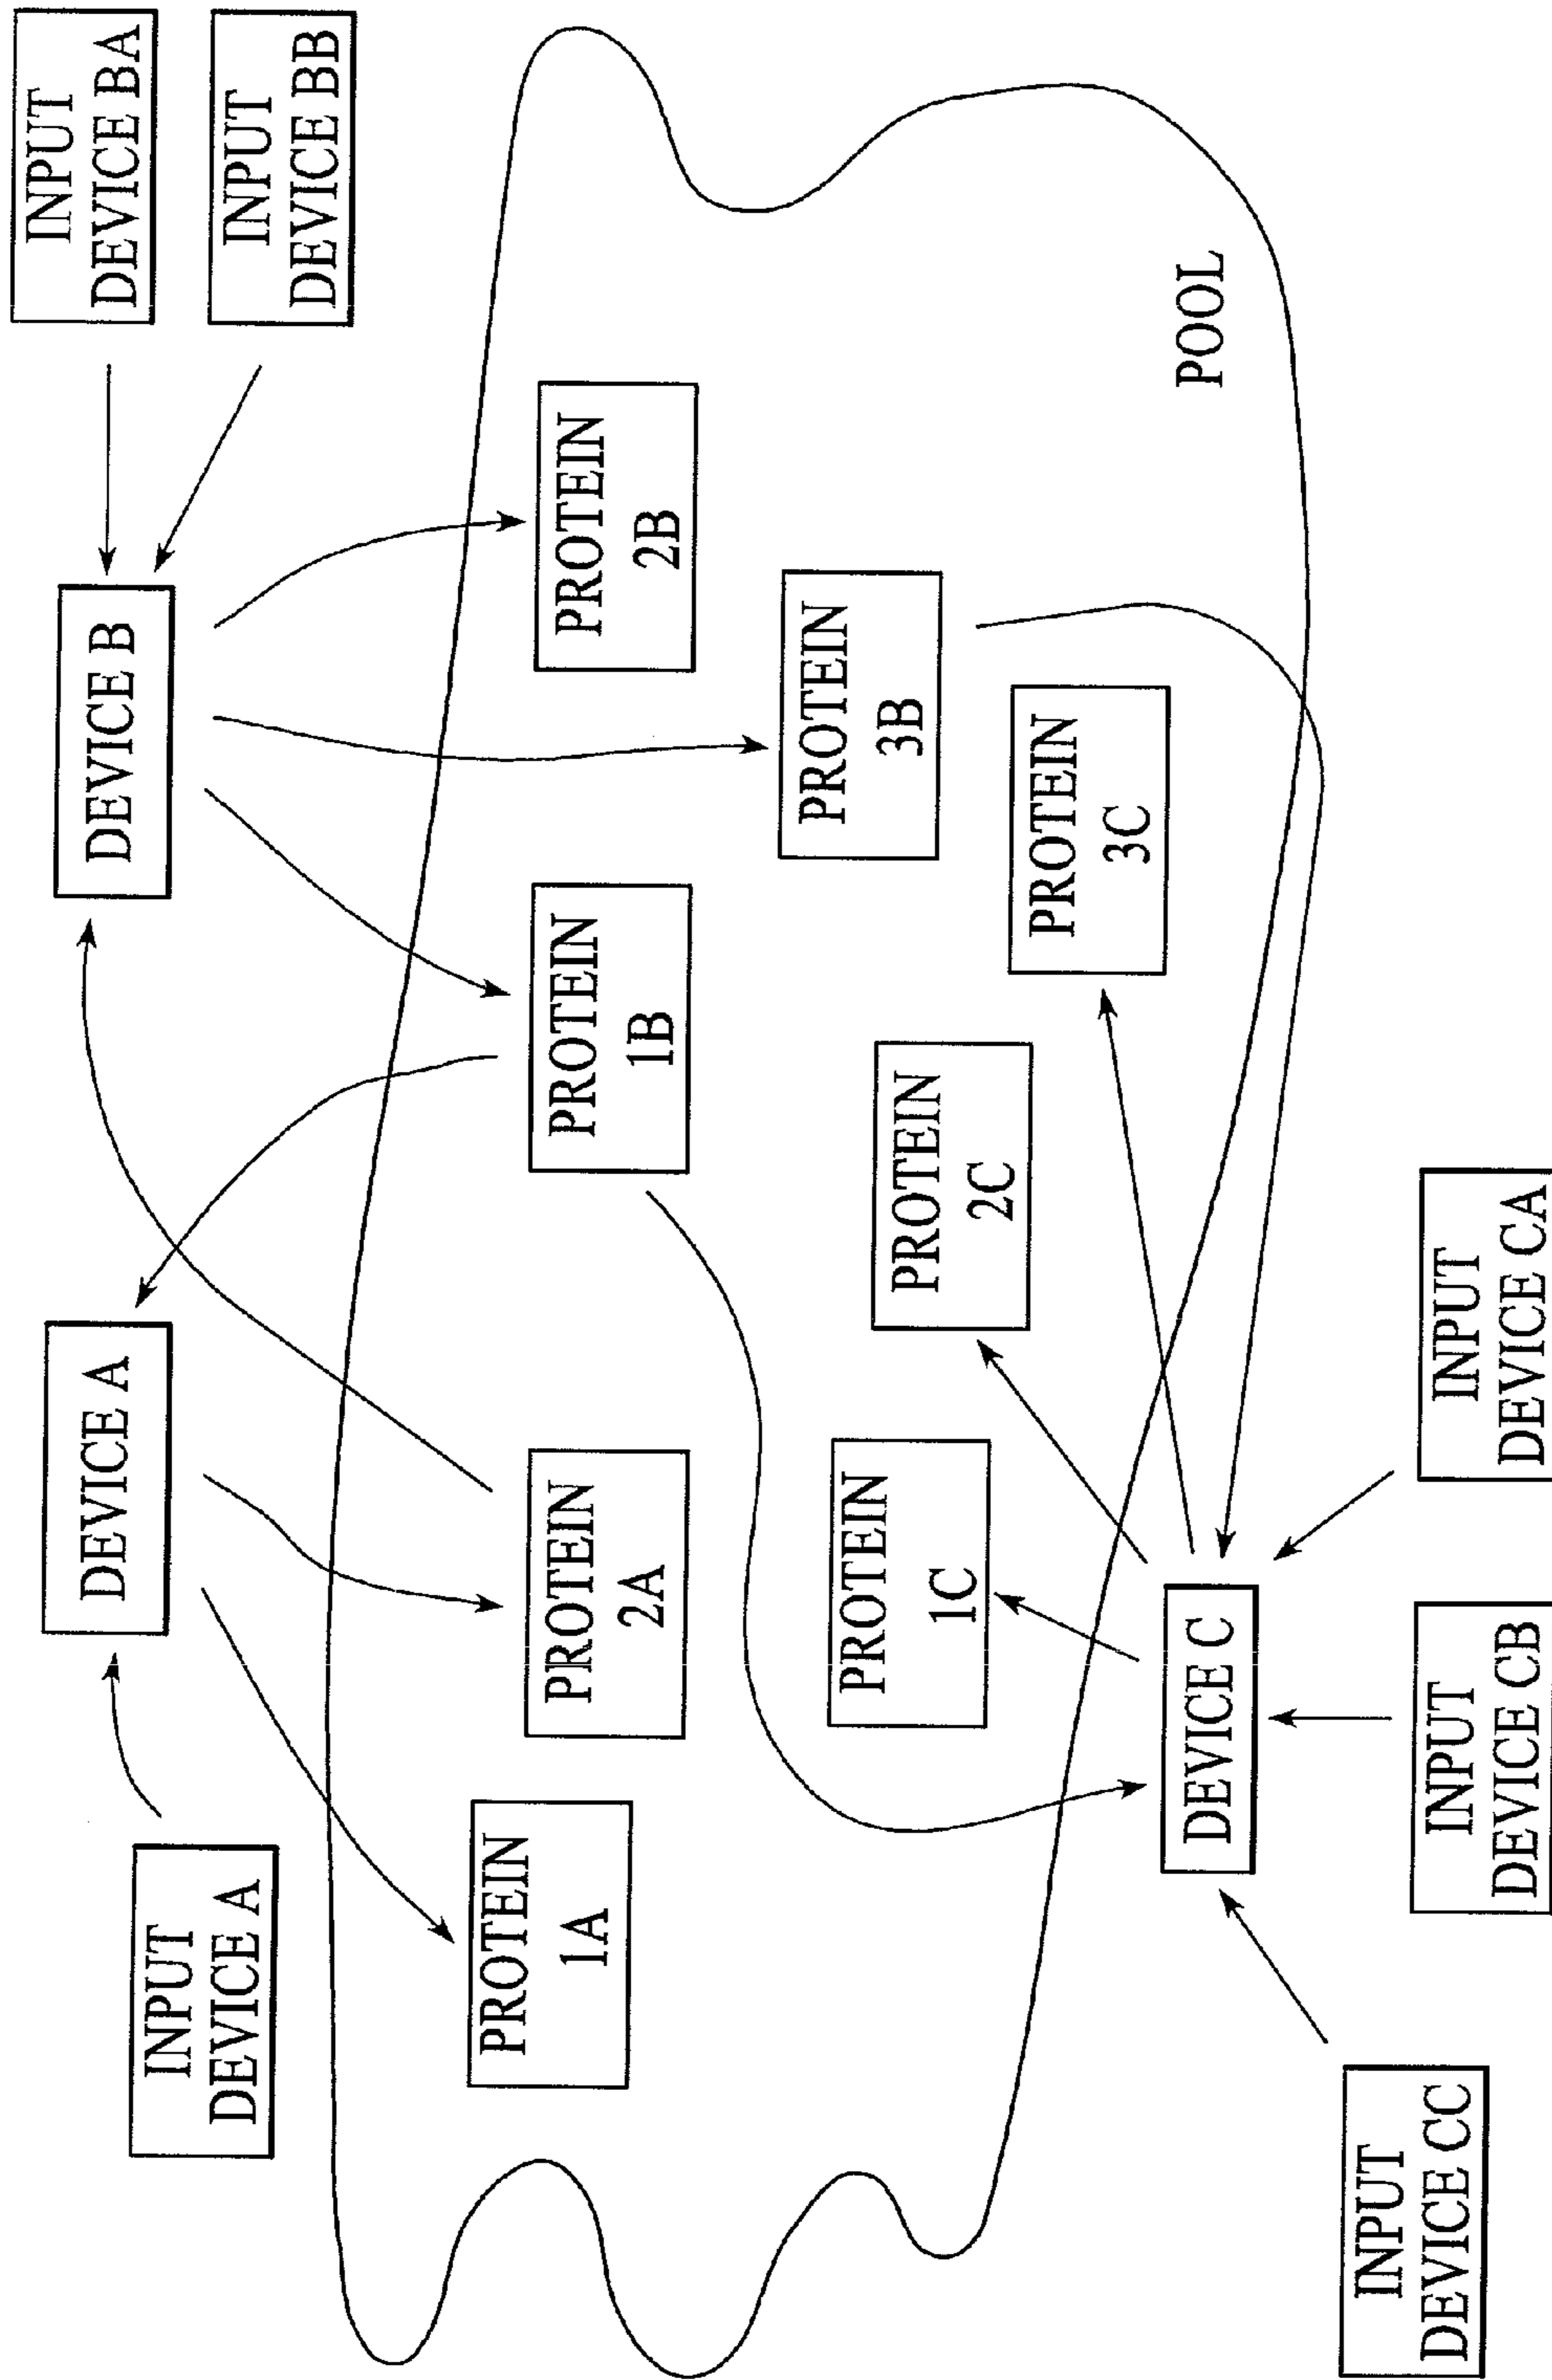 INPUT
DEVICE A
DEVICE A
DEVICE B
INPUT
DEVICE BA
INPUT
DEVICE BB
PROTEIN
1A
PROTEIN
2A
PROTEIN
1B
PROTEIN
2B
PROTEIN
3B
PROTEIN
1C
PROTEIN
2C
PROTEIN
3C
POOL
DEVICE C
INPUT
DEVICE CC
INPUT
DEVICE CB
INPUT
DEVICE CA